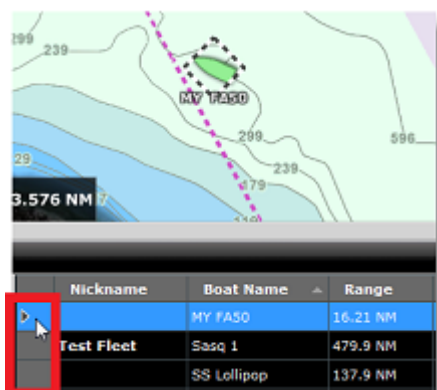 299
239
MY FA50
299
596
239
29
179
3.576 NM
Nickname Boat Name Range
MY FA50 16.21 NM
Test Fleet Sasq 1 479.9 NM
SS Lollipop 137.9 NM